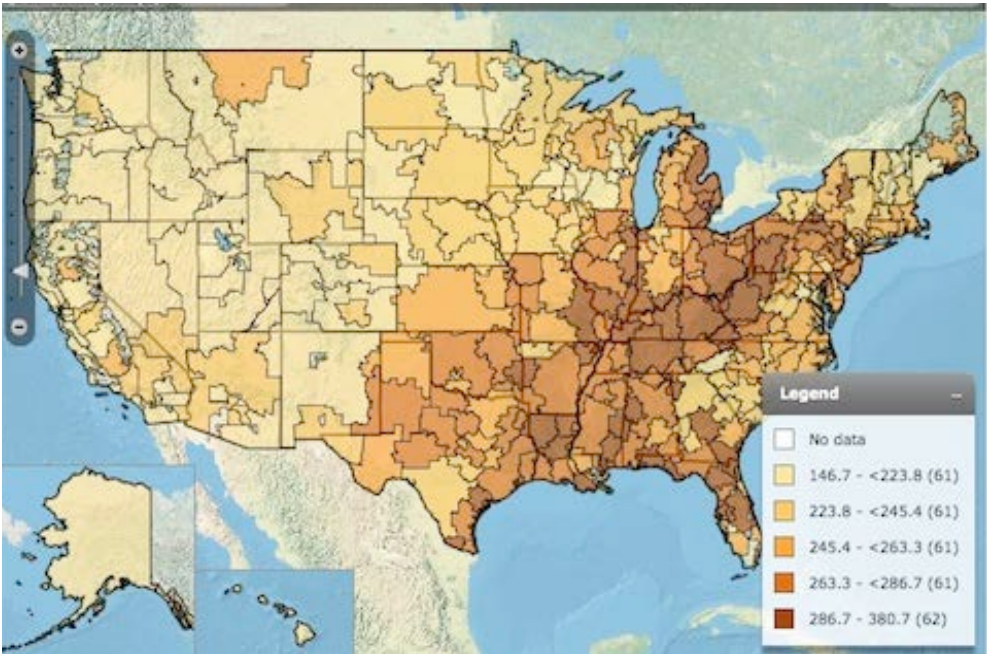 +
−
Legend −
No data
146.7 - <223.8 (61)
223.8 - <245.4 (61)
245.4 - <263.3 (61)
263.3 - <286.7 (61)
286.7 - 380.7 (62)